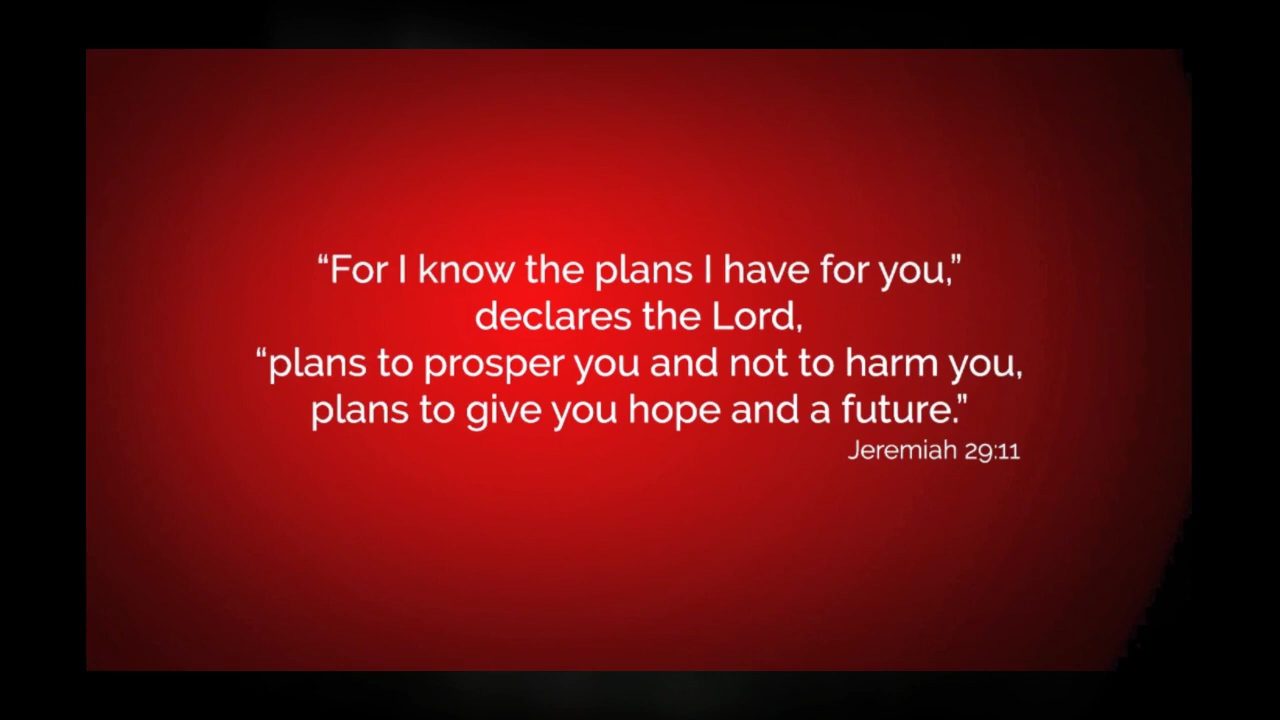 “For I know the plans I have for you,”
declares the Lord,
“plans to prosper you and not to harm you,
plans to give you hope and a future.”
Jeremiah 29:11